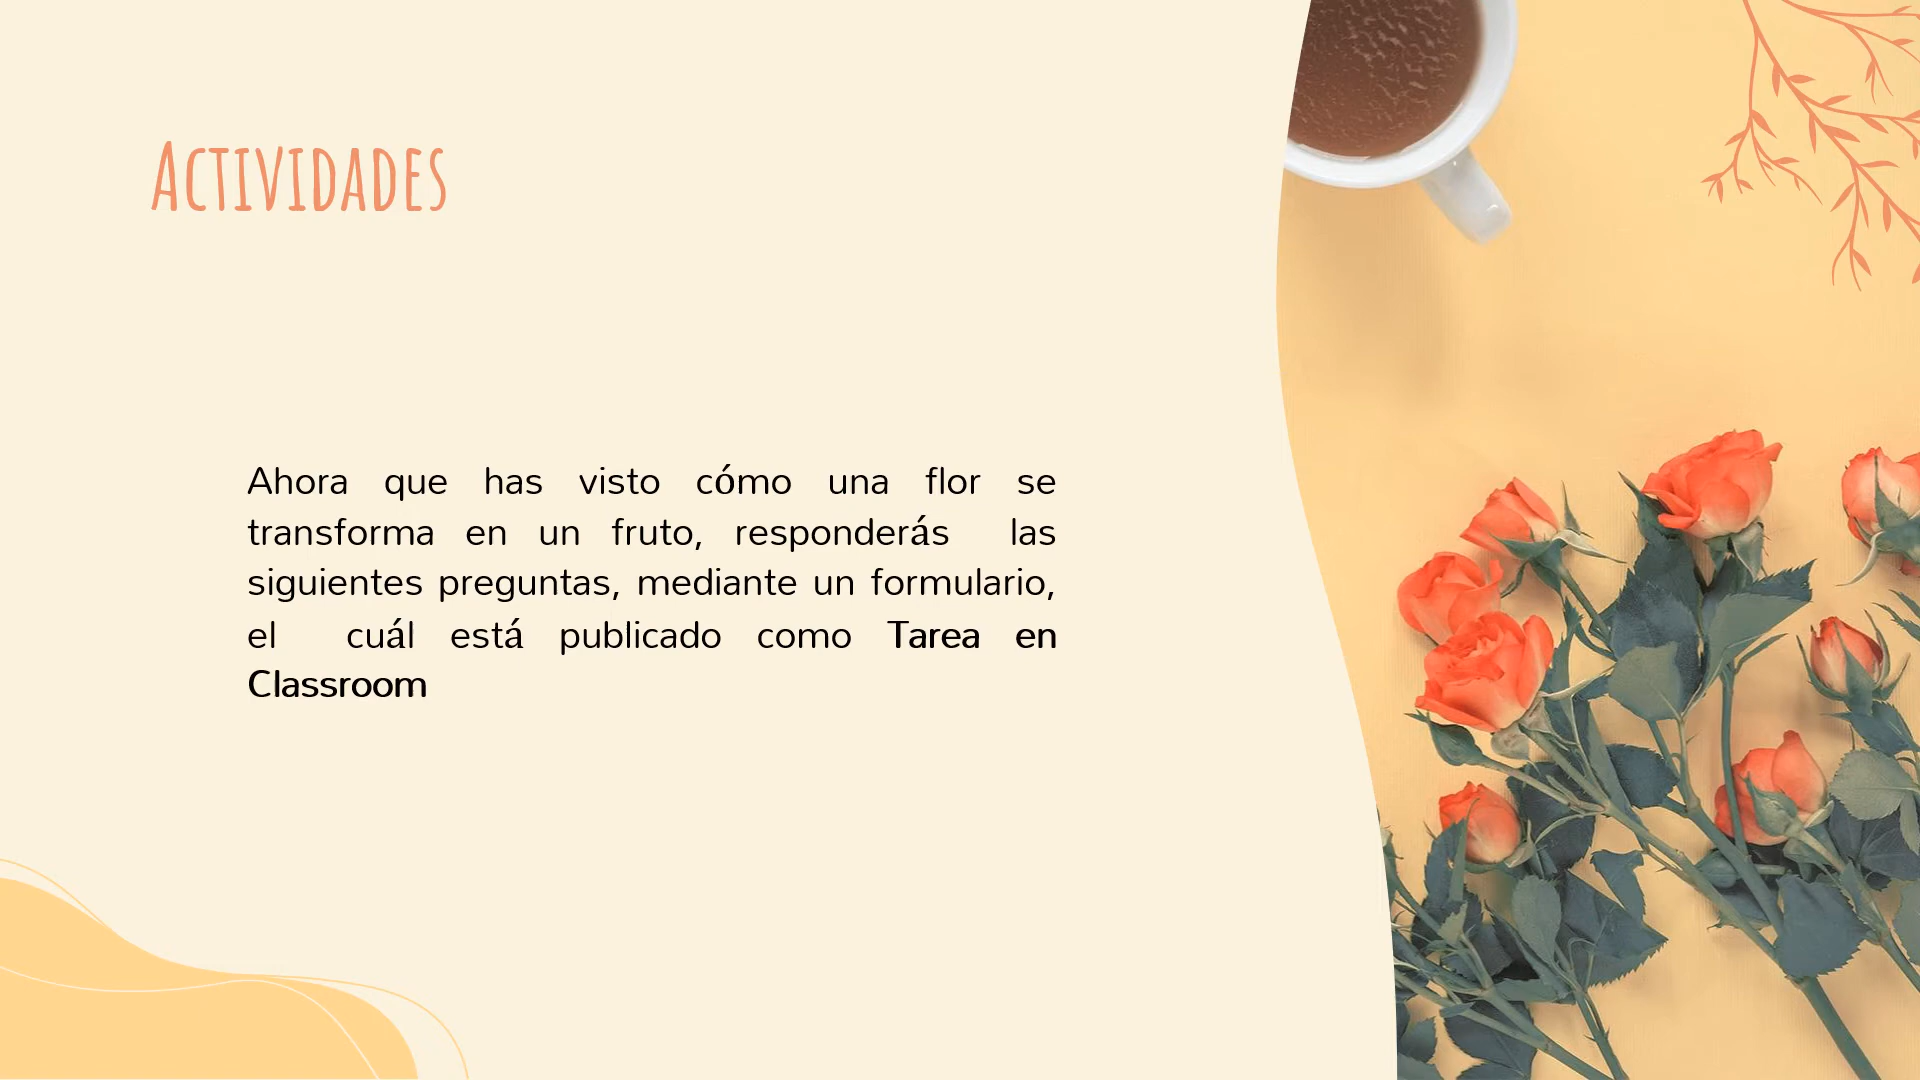 Actividades
Ahora que has visto cómo una flor se
transforma en un fruto, responderás las
siguientes preguntas, mediante un formulario,
el cuál está publicado como Tarea en
Classroom